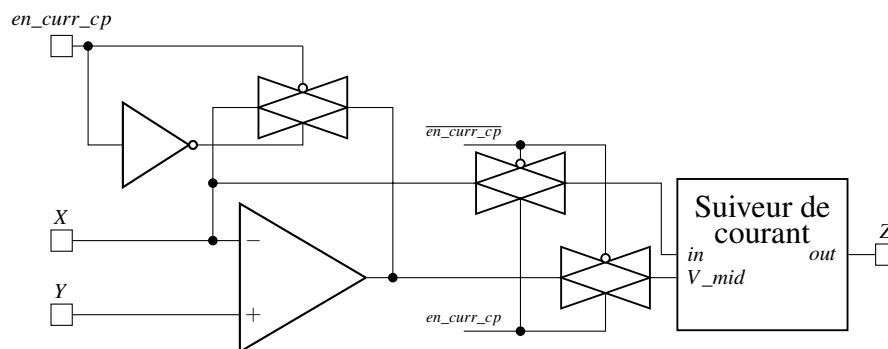 en_curr_cp
en_curr_cp
X
−
Y
+
en_curr_cp
Suiveur de
courant
in
out
V_mid
Z